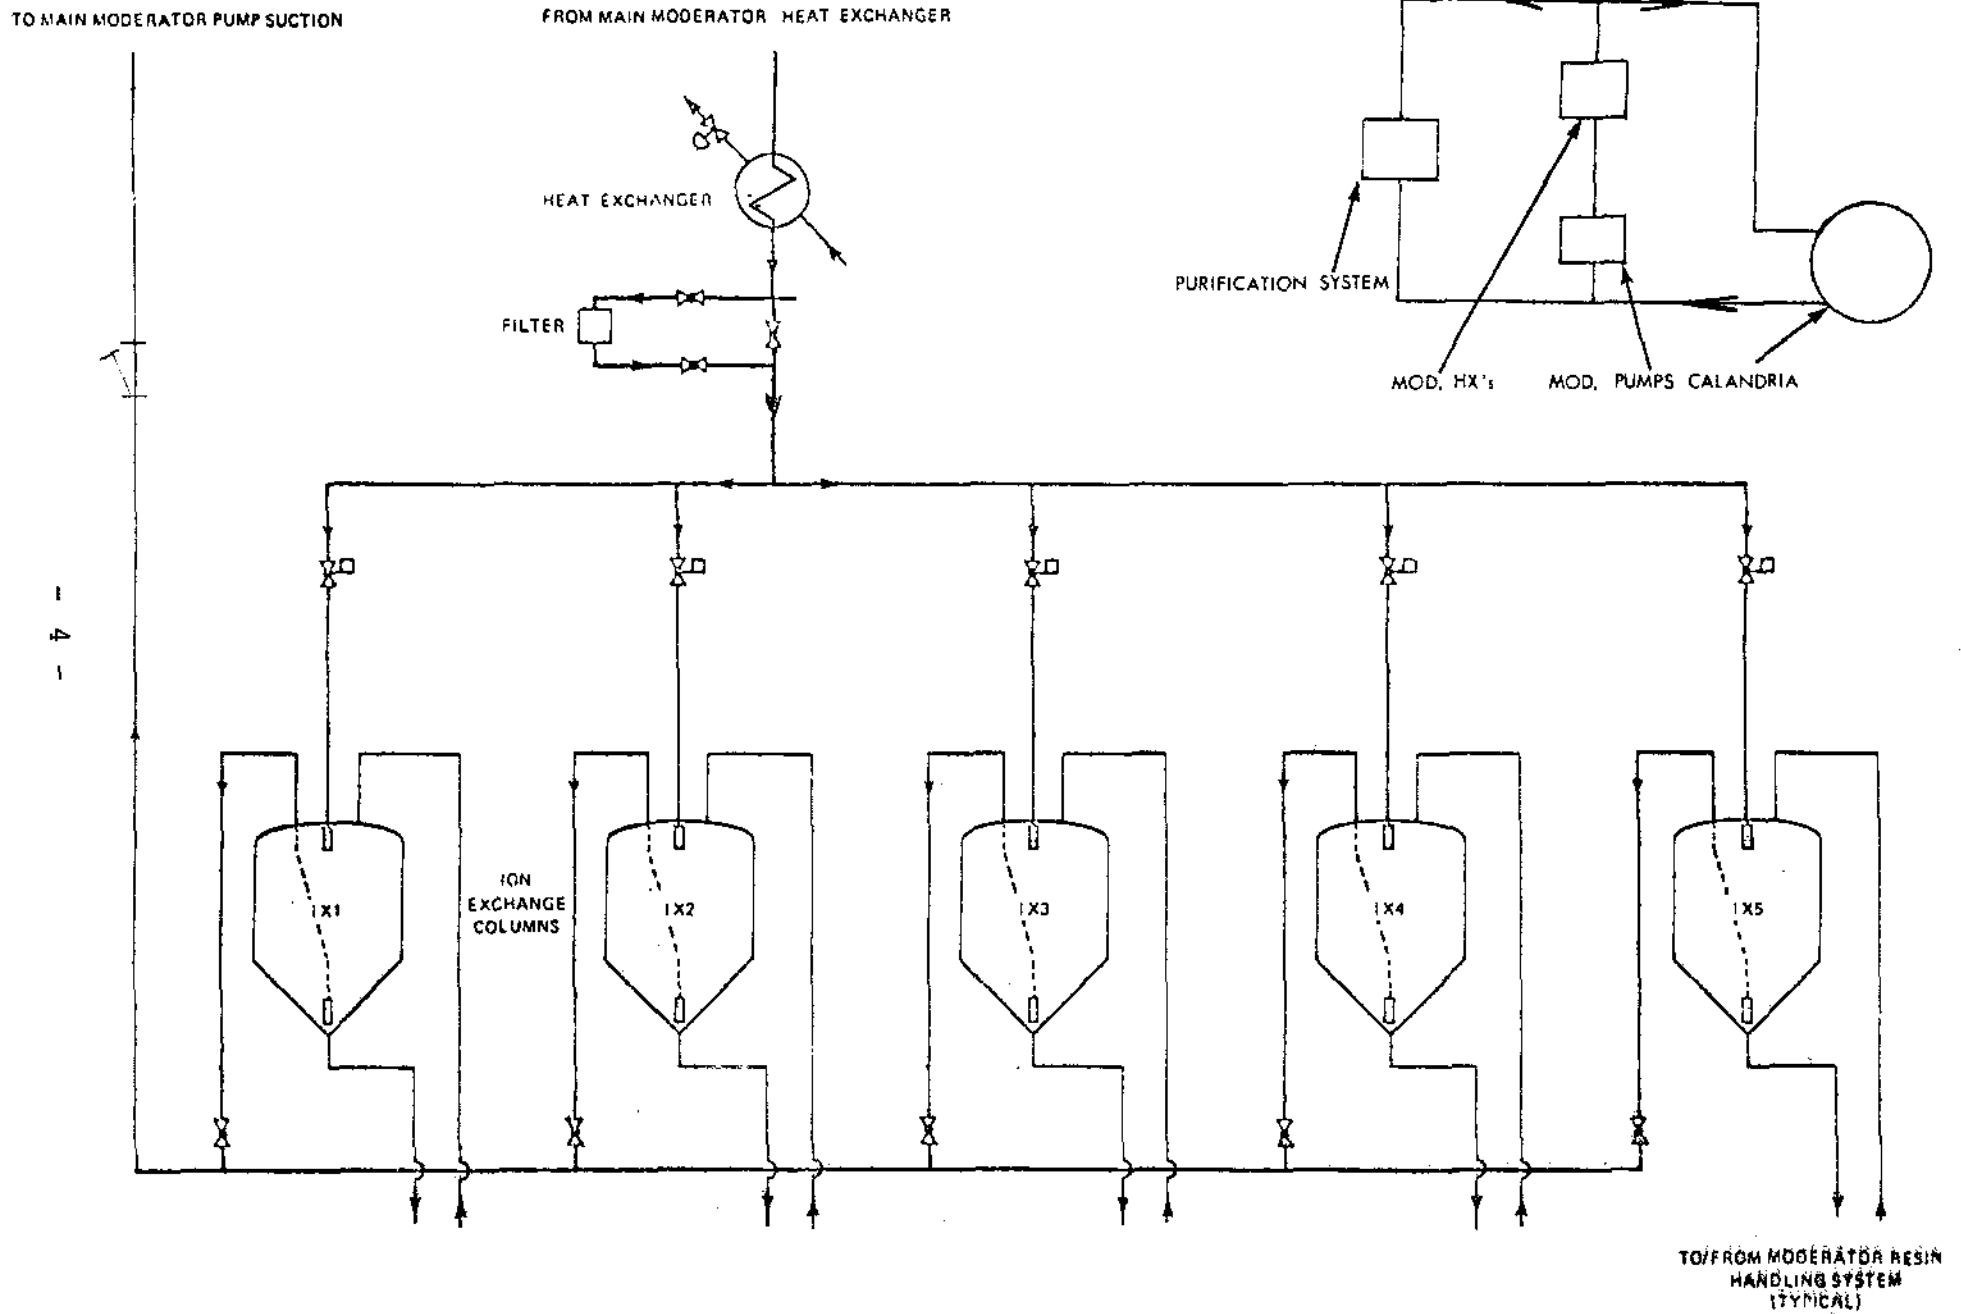 TO MAIN MODERATOR PUMP SUCTION
FROM MAIN MODERATOR HEAT EXCHANGER
HEAT EXCHANGER
FILTER
PURIFICATION SYSTEM
MOD. HX's
MOD. PUMPS
CALANDRIA
- 4 -
ION
EXCHANGE
COLUMNS
IX1
IX2
IX3
IX4
IX5
TO/FROM MODERATOR RESIN
HANDLING SYSTEM
(TYPICAL)